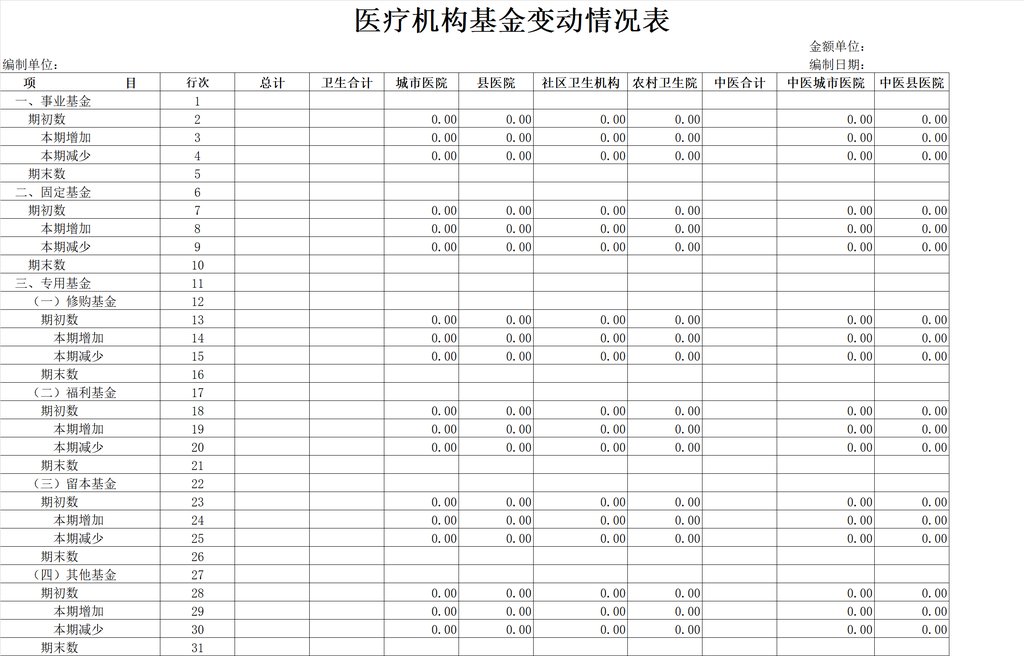 医疗机构基金变动情况表
金额单位:
编制单位: 编制日期:
项 目 行次 总计 卫生合计 城市医院 县医院 社区卫生机构 农村卫生院 中医合计 中医城市医院 中医县医院
一、事业基金 1
期初数 2 0.00 0.00 0.00 0.00 0.00 0.00
本期增加 3 0.00 0.00 0.00 0.00 0.00 0.00
本期减少 4 0.00 0.00 0.00 0.00 0.00 0.00
期末数 5
二、固定基金 6
期初数 7 0.00 0.00 0.00 0.00 0.00 0.00
本期增加 8 0.00 0.00 0.00 0.00 0.00 0.00
本期减少 9 0.00 0.00 0.00 0.00 0.00 0.00
期末数 10
三、专用基金 11
（一）修购基金 12
期初数 13 0.00 0.00 0.00 0.00 0.00 0.00
本期增加 14 0.00 0.00 0.00 0.00 0.00 0.00
本期减少 15 0.00 0.00 0.00 0.00 0.00 0.00
期末数 16
（二）福利基金 17
期初数 18 0.00 0.00 0.00 0.00 0.00 0.00
本期增加 19 0.00 0.00 0.00 0.00 0.00 0.00
本期减少 20 0.00 0.00 0.00 0.00 0.00 0.00
期末数 21
（三）留本基金 22
期初数 23 0.00 0.00 0.00 0.00 0.00 0.00
本期增加 24 0.00 0.00 0.00 0.00 0.00 0.00
本期减少 25 0.00 0.00 0.00 0.00 0.00 0.00
期末数 26
（四）其他基金 27
期初数 28 0.00 0.00 0.00 0.00 0.00 0.00
本期增加 29 0.00 0.00 0.00 0.00 0.00 0.00
本期减少 30 0.00 0.00 0.00 0.00 0.00 0.00
期末数 31